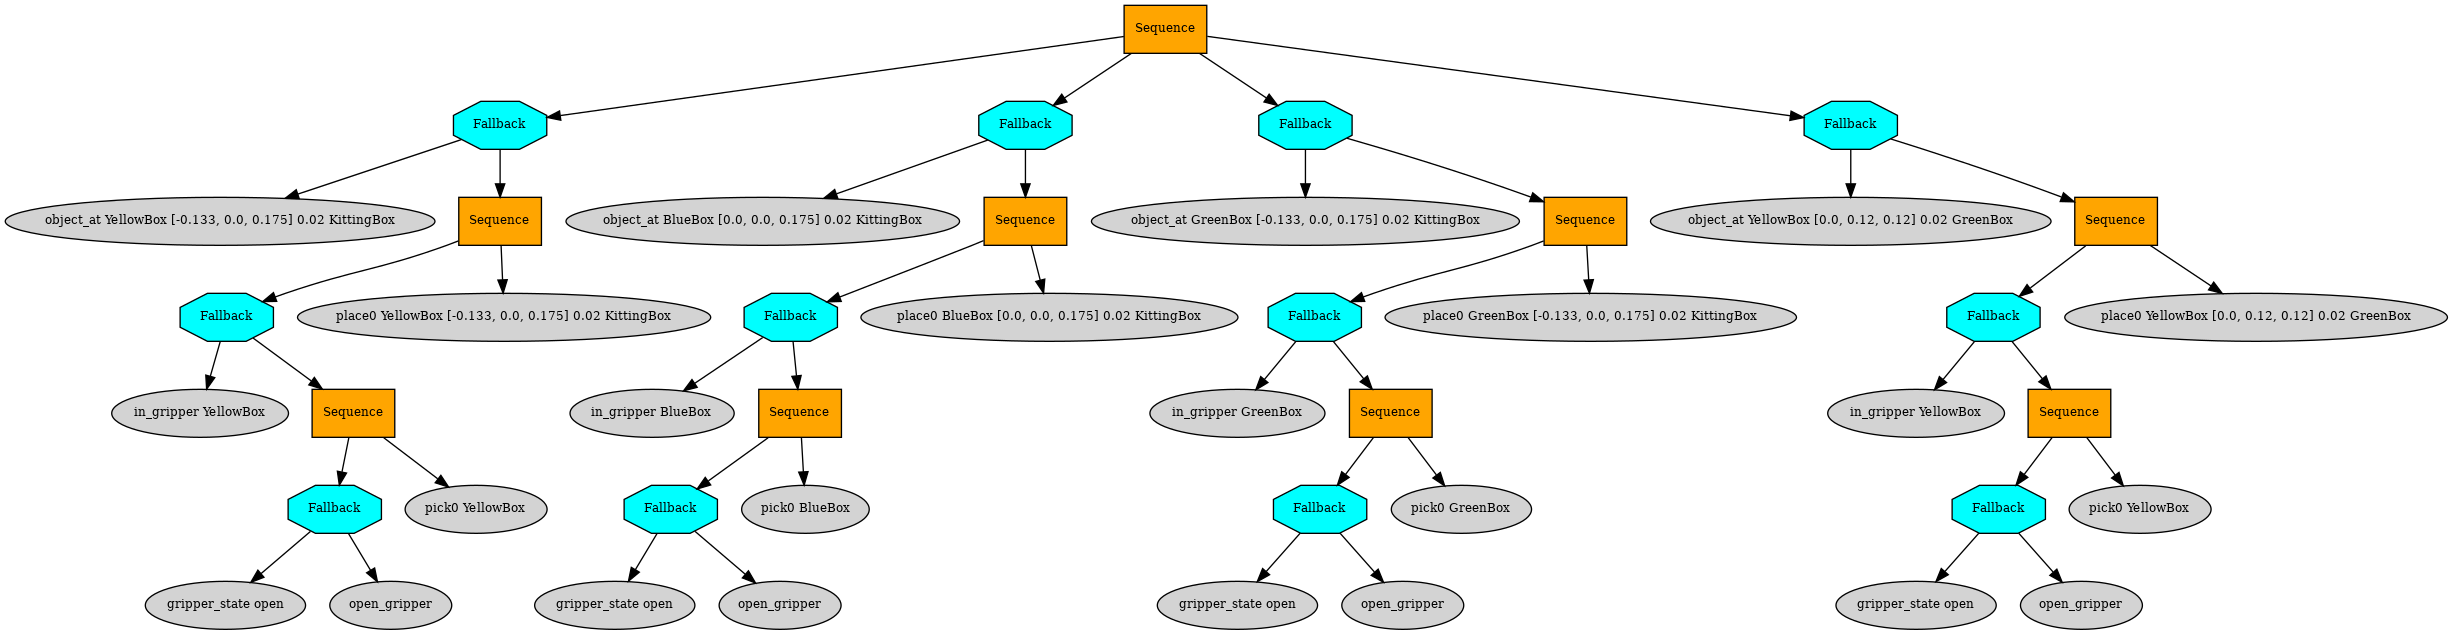 Sequence
Fallback
Fallback
Fallback
Fallback
object_at YellowBox [-0.133, 0.0, 0.175] 0.02 KittingBox
Sequence
object_at BlueBox [0.0, 0.0, 0.175] 0.02 KittingBox
Sequence
object_at GreenBox [-0.133, 0.0, 0.175] 0.02 KittingBox
Sequence
object_at YellowBox [0.0, 0.12, 0.12] 0.02 GreenBox
Sequence
Fallback
place0 YellowBox [-0.133, 0.0, 0.175] 0.02 KittingBox
Fallback
place0 BlueBox [0.0, 0.0, 0.175] 0.02 KittingBox
Fallback
place0 GreenBox [-0.133, 0.0, 0.175] 0.02 KittingBox
Fallback
place0 YellowBox [0.0, 0.12, 0.12] 0.02 GreenBox
in_gripper YellowBox
Sequence
in_gripper BlueBox
Sequence
in_gripper GreenBox
Sequence
in_gripper YellowBox
Sequence
Fallback
pick0 YellowBox
Fallback
pick0 BlueBox
Fallback
pick0 GreenBox
Fallback
pick0 YellowBox
gripper_state open
open_gripper
gripper_state open
open_gripper
gripper_state open
open_gripper
gripper_state open
open_gripper